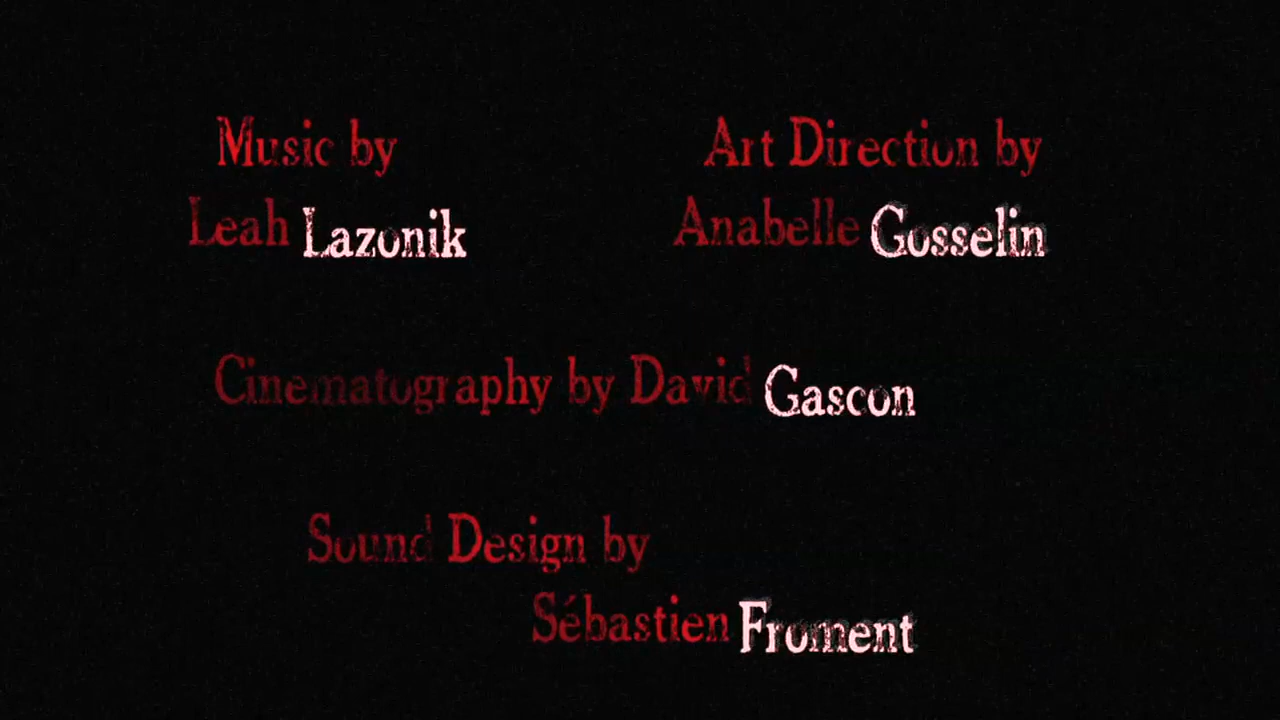 Music by
Leah Lazonik
Art Direction by
Anabelle Gosselin
Cinematography by David Gascon
Sound Design by
Sébastien Froment